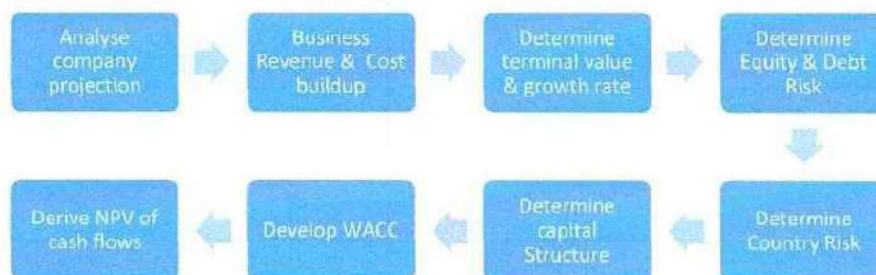 Analyse
company
projection
Business
Revenue & Cost
buildup
Determine
terminal value
& growth rate
Determine
Equity & Debt
Risk
Determine
Country Risk
Determine
capital
Structure
Develop WACC
Derive NPV of
cash flows